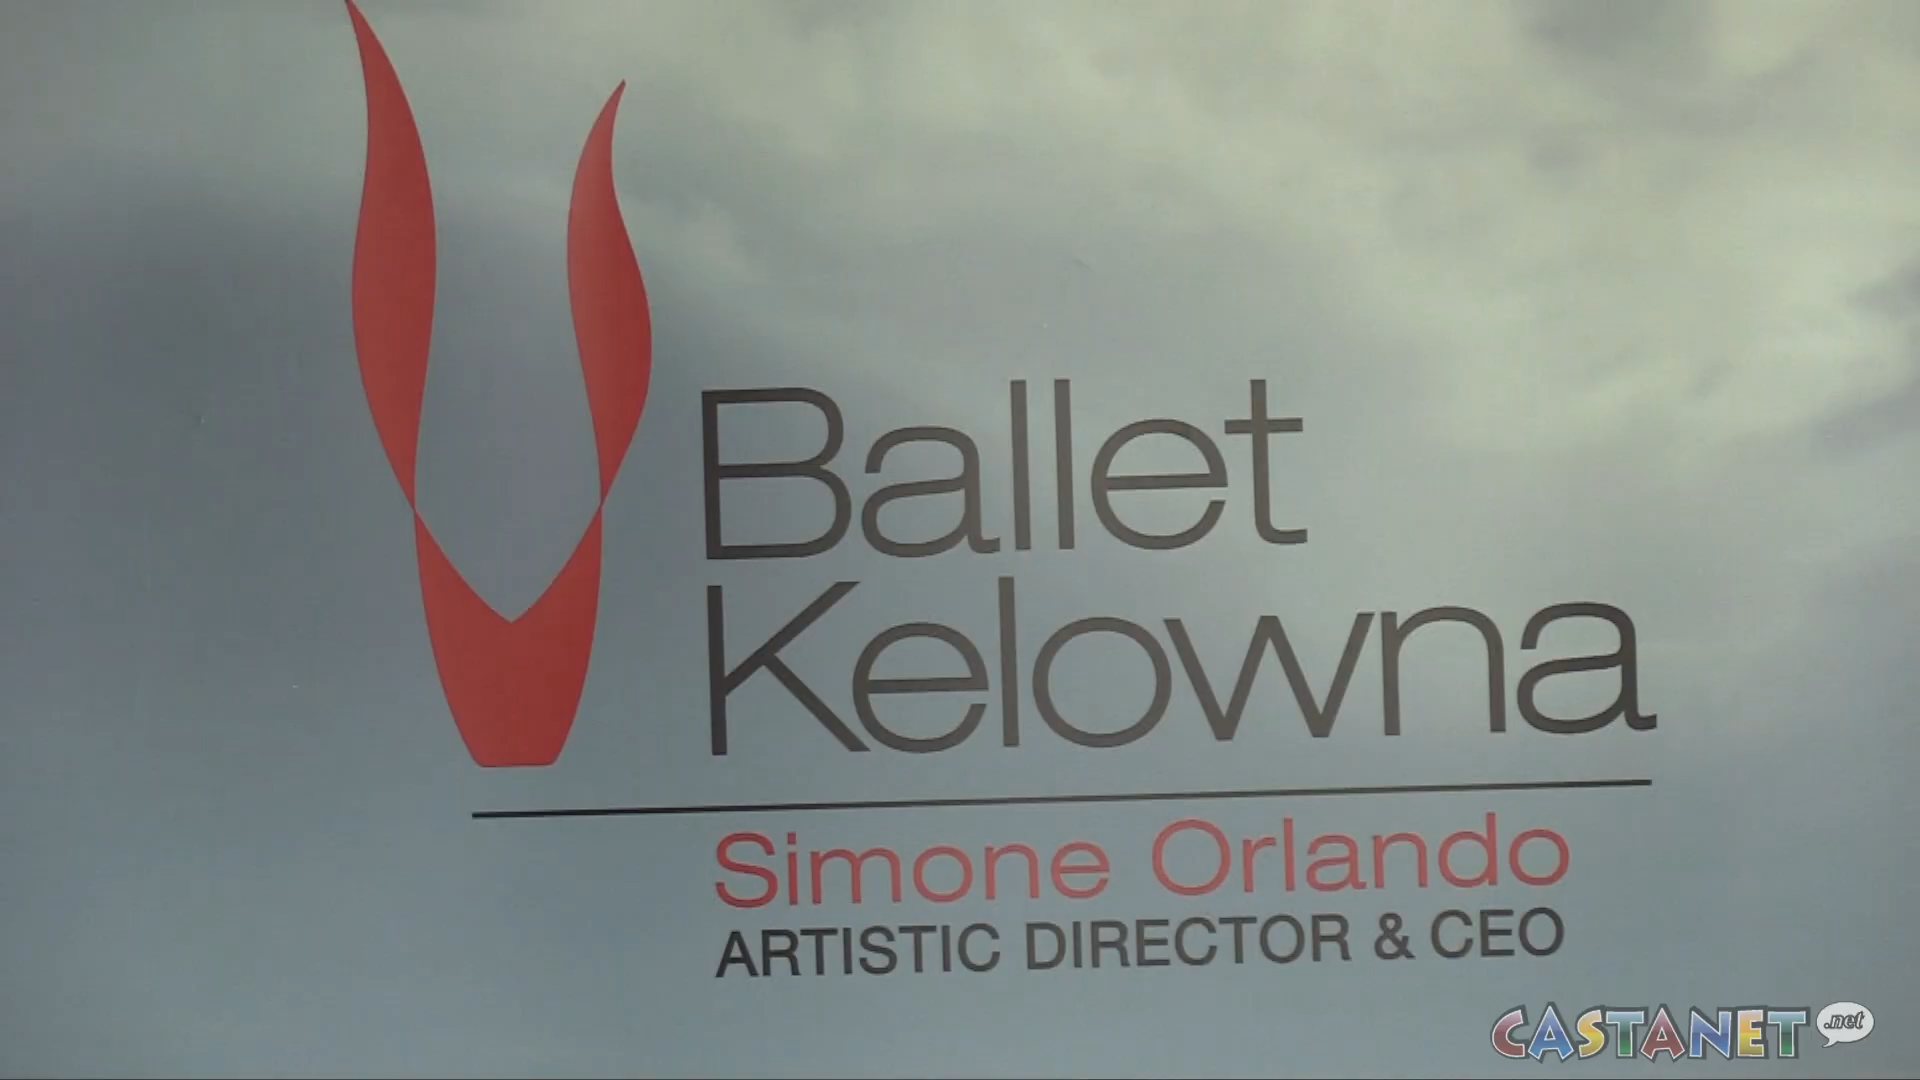 Ballet
Kelowna
Simone Orlando
ARTISTIC DIRECTOR & CEO
CASTANET .net